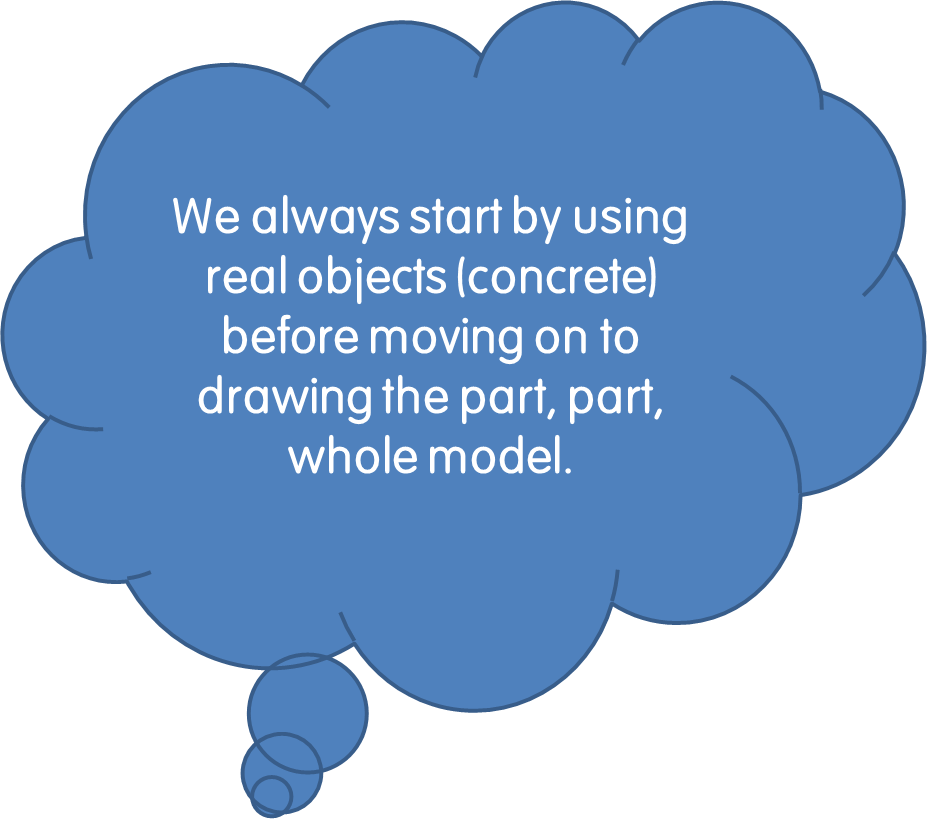 We always start by using
real objects (concrete)
before moving on to
drawing the part, part,
whole model.